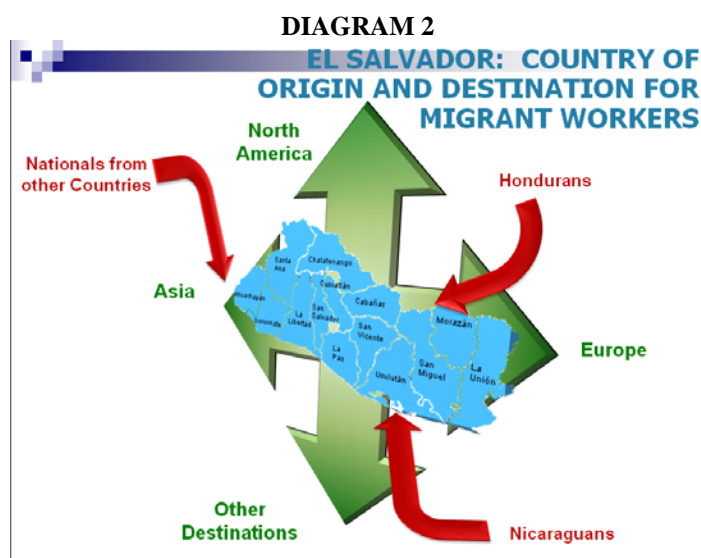 DIAGRAM 2
EL SALVADOR: COUNTRY OF
ORIGIN AND DESTINATION FOR
MIGRANT WORKERS
North
America
Nationals from
other Countries
Hondurans
Asia
Santa
Ana
Chalatenango
Cuscatlán
Ahuachapán
Cabañas
Sonsonate
La
Libertad
San
Salvador
San
Vicente
Morazán
La
Paz
Usulután
San
Miguel
La
Unión
Europe
Other
Destinations
Nicaraguans